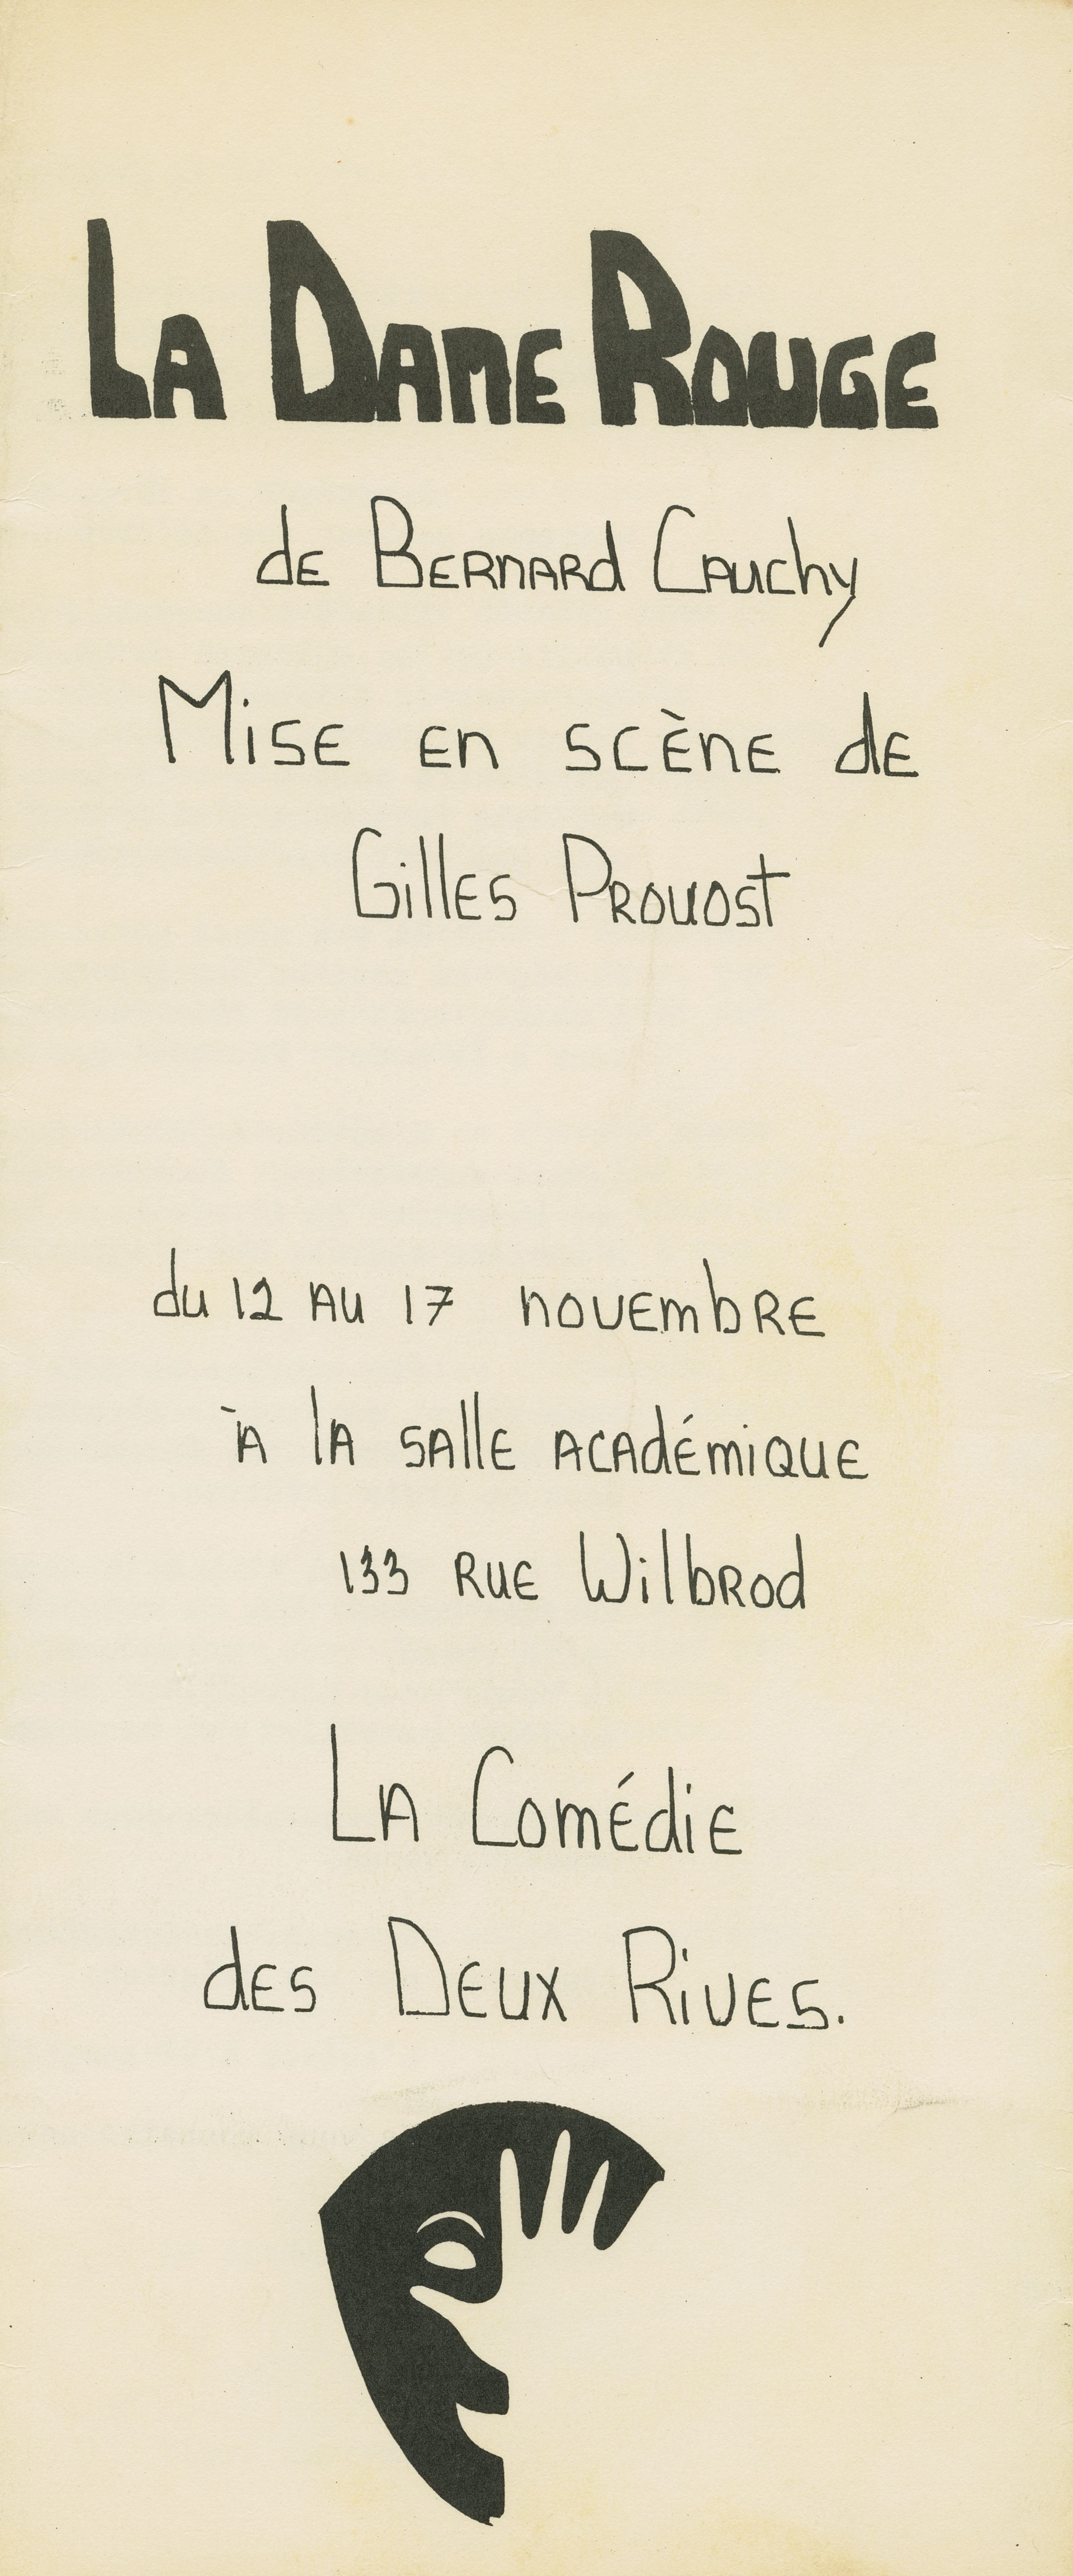 La Dame Rouge
de Bernard Cauchy
Mise en scène de
Gilles Provost
du 12 au 17 novembre
à la salle académique
133 rue Wilbrod
La Comédie
des Deux Rives.